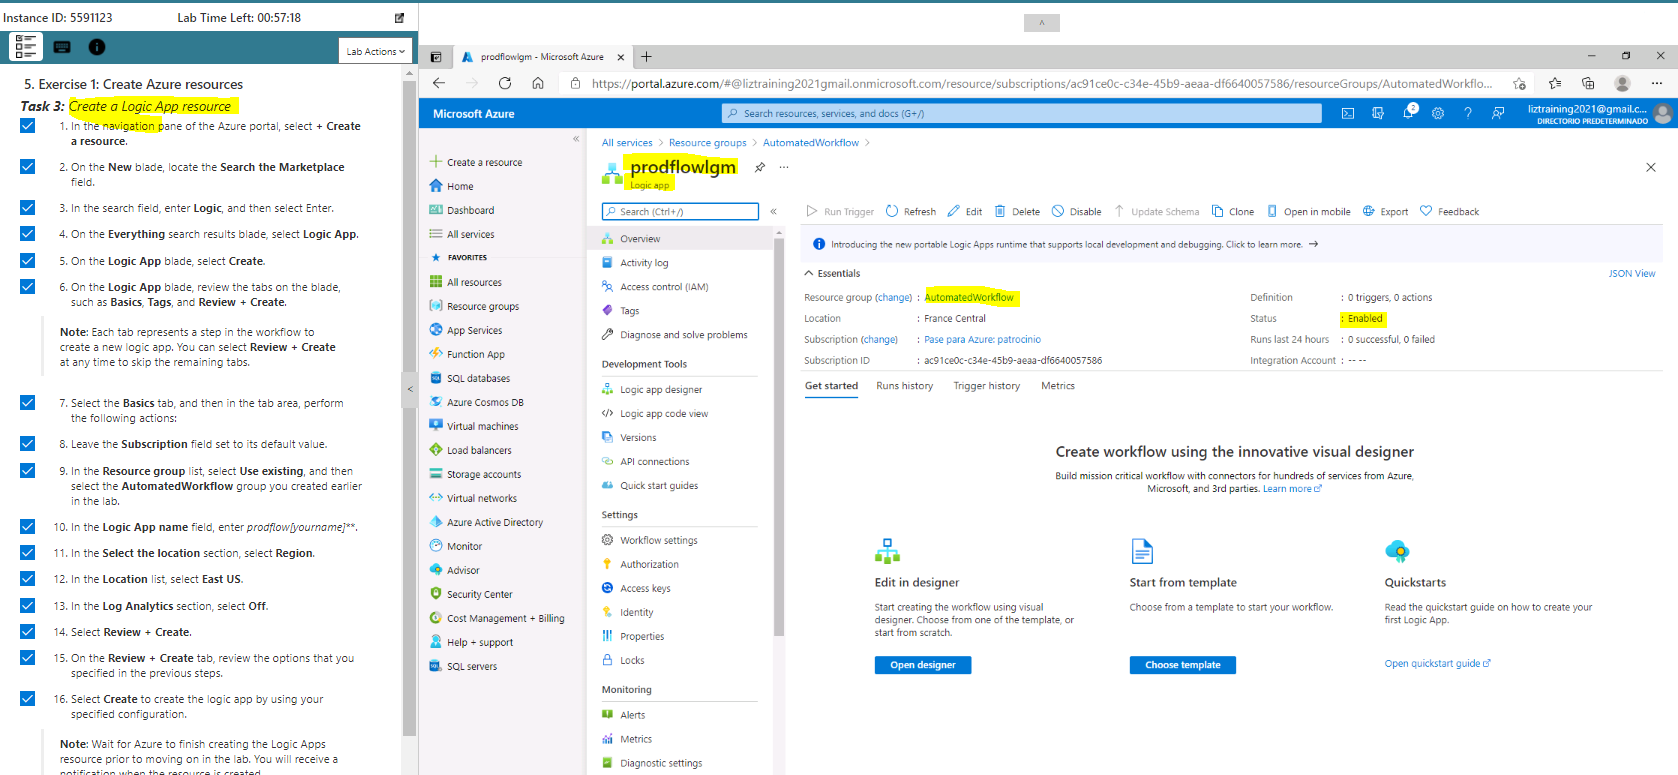 Instance ID: 5591123 Lab Time Left: 00:57:18
Lab Actions
5. Exercise 1: Create Azure resources
Task 3: Create a Logic App resource
1. In the navigation pane of the Azure portal, select + Create
a resource.
2. On the New blade, locate the Search the Marketplace
field.
3. In the search field, enter Logic, and then select Enter.
4. On the Everything search results blade, select Logic App.
5. On the Logic App blade, select Create.
6. On the Logic App blade, review the tabs on the blade,
such as Basics, Tags, and Review + Create.
Note: Each tab represents a step in the workflow to
create a new logic app. You can select Review + Create
at any time to skip the remaining tabs.
7. Select the Basics tab, and then in the tab area, perform
the following actions:
8. Leave the Subscription field set to its default value.
9. In the Resource group list, select Use existing, and then
select the AutomatedWorkflow group you created earlier
in the lab.
10. In the Logic App name field, enter prodflow[yourname]**.
11. In the Select the location section, select Region.
12. In the Location list, select East US.
13. In the Log Analytics section, select Off.
14. Select Review + Create.
15. On the Review + Create tab, review the options that you
specified in the previous steps.
16. Select Create to create the logic app by using your
specified configuration.
Note: Wait for Azure to finish creating the Logic Apps
resource prior to moving on in the lab. You will receive a
notification when the resource is created.
prodflowlgm - Microsoft Azure
https://portal.azure.com/#@liztraining2021gmail.onmicrosoft.com/resource/subscriptions/ac91ce0c-c34e-45b9-aeaa-df6640057586/resourceGroups/AutomatedWorkflo...
Microsoft Azure
Search resources, services, and docs (G+/)
2
liztraining2021@gmail.c...
DIRECTORIO PREDETERMINADO
Create a resource
Home
Dashboard
All services
FAVORITES
All resources
Resource groups
App Services
Function App
SQL databases
Azure Cosmos DB
Virtual machines
Load balancers
Storage accounts
Virtual networks
Azure Active Directory
Monitor
Advisor
Security Center
Cost Management + Billing
Help + support
SQL servers
All services > Resource groups > AutomatedWorkflow >
prodflowlgm
Logic app
Search (Ctrl+/)
Overview
Activity log
Access control (IAM)
Tags
Diagnose and solve problems
Development Tools
Logic app designer
Logic app code view
Versions
API connections
Quick start guides
Settings
Workflow settings
Authorization
Access keys
Identity
Properties
Locks
Monitoring
Alerts
Metrics
Diagnostic settings
Run Trigger Refresh Edit Delete Disable Update Schema Clone Open in mobile Export Feedback
Introducing the new portable Logic Apps runtime that supports local development and debugging. Click to learn more. →
Essentials JSON View
Resource group (change) : AutomatedWorkflow
Location : France Central
Subscription (change) : Pase para Azure: patrocinio
Subscription ID : ac91ce0c-c34e-45b9-aeaa-df6640057586
Definition : 0 triggers, 0 actions
Status : Enabled
Runs last 24 hours : 0 successful, 0 failed
Integration Account : -- --
Get started Runs history Trigger history Metrics
Create workflow using the innovative visual designer
Build mission critical workflow with connectors for hundreds of services from Azure,
Microsoft, and 3rd parties. Learn more
Edit in designer
Start creating the workflow using visual
designer. Choose from one of the template, or
start from scratch.
Open designer
Start from template
Choose from a template to start your workflow.
Choose template
Quickstarts
Read the quickstart guide on how to create your
first Logic App.
Open quickstart guide